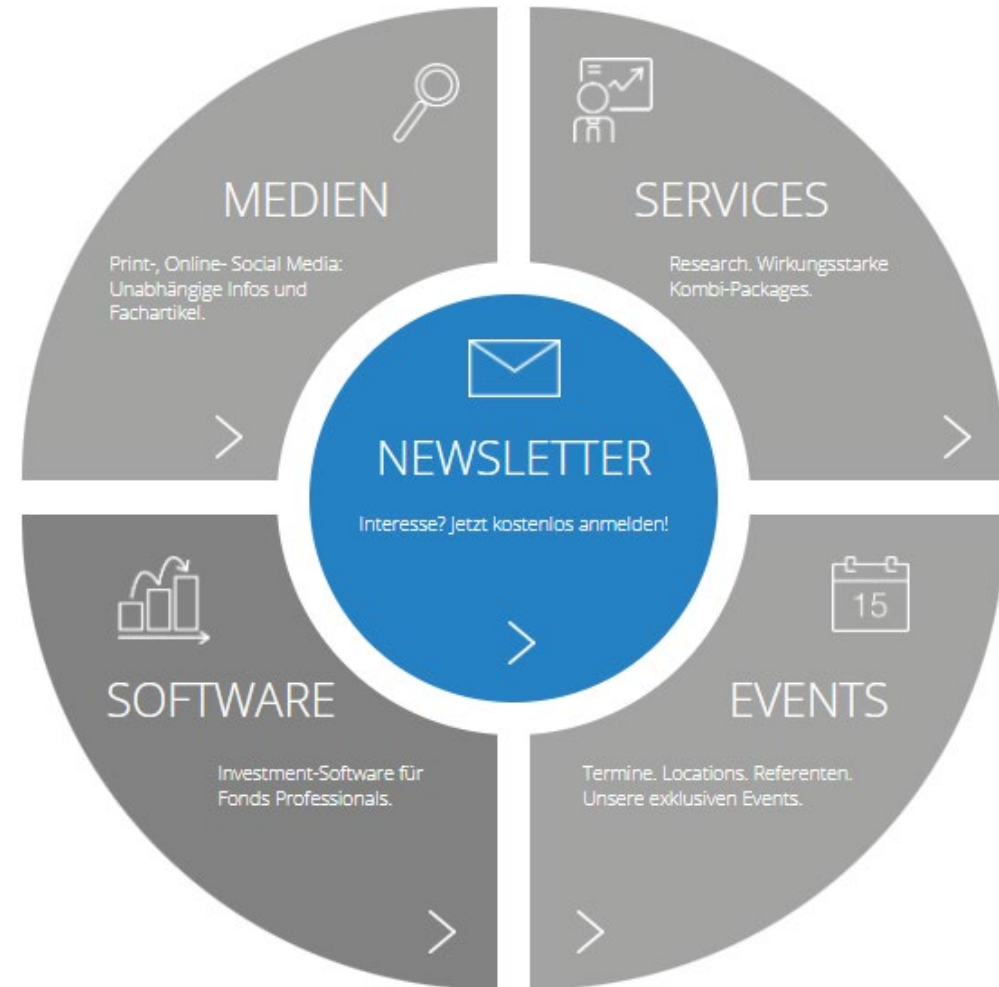 MEDIEN
Print-, Online- Social Media:
Unabhängige Infos und
Fachartikel.
SERVICES
Research. Wirkungsstarke
Kombi-Packages.
NEWSLETTER
Interesse? Jetzt kostenlos anmelden!
SOFTWARE
Investment-Software für
Fonds Professionals.
15
EVENTS
Termine. Locations. Referenten.
Unsere exklusiven Events.